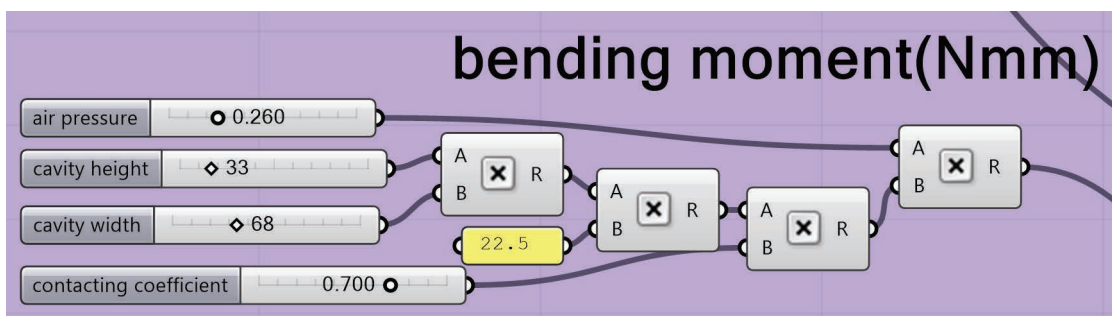 bending moment(Nmm)
air pressure 0.260
cavity height 33
cavity width 68
contacting coefficient 0.700
A
B
R
22.5
A
B
R
A
B
R
A
B
R